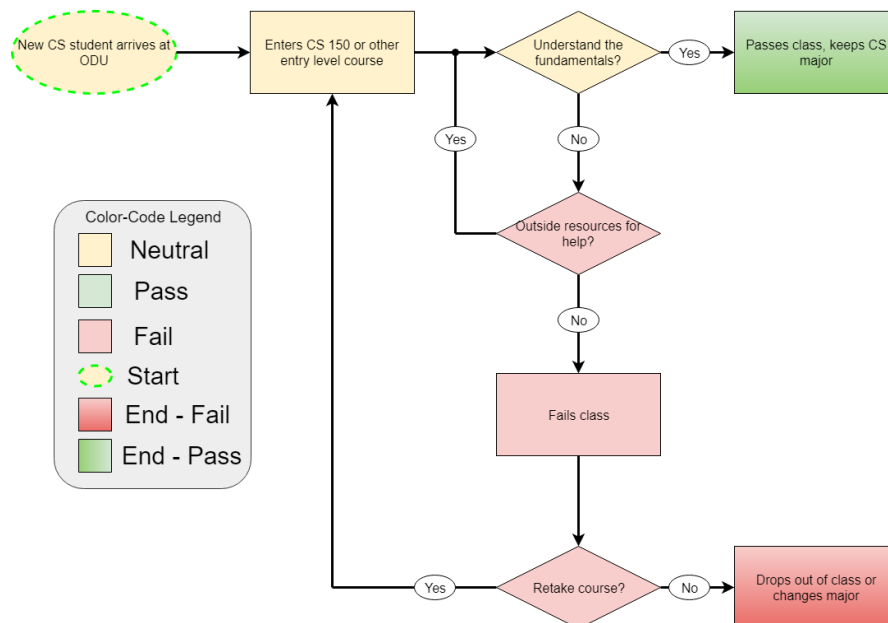 New CS student arrives at
ODU
Enters CS 150 or other
entry level course
Understand the
fundamentals?
Yes
Passes class, keeps CS
major
Yes
No
Outside resources for
help?
Color-Code Legend
Neutral
Pass
Fail
Start
End - Fail
End - Pass
No
Fails class
Yes
Retake course?
No
Drops out of class or
changes major